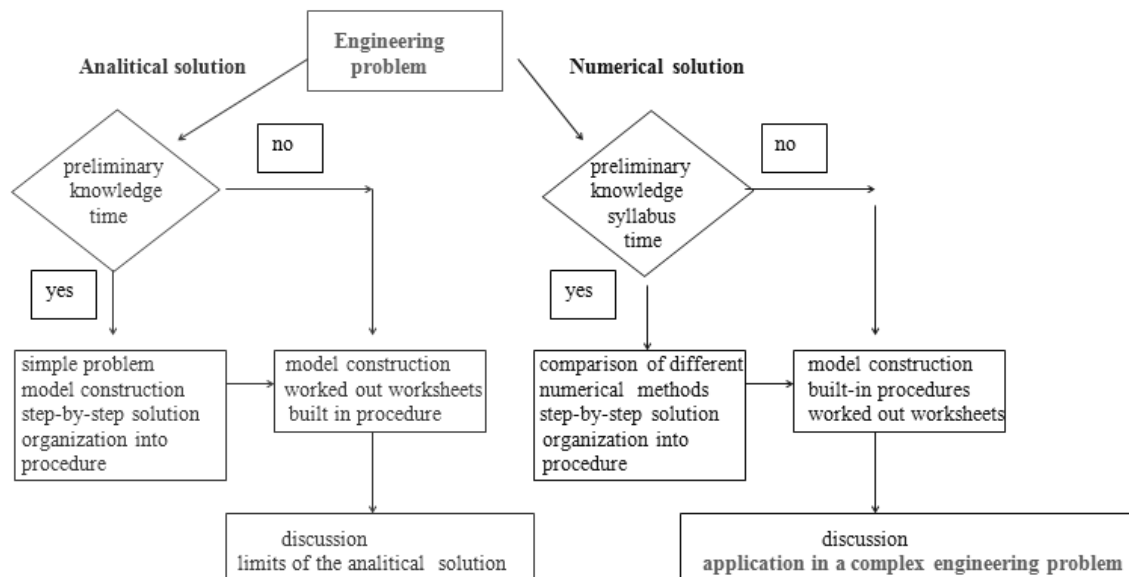 Engineering
problem
Analitical solution
Numerical solution
preliminary
knowledge
time
no
yes
preliminary
knowledge
syllabus
time
no
yes
simple problem
model construction
step-by-step solution
organization into
procedure
model construction
worked out worksheets
built in procedure
comparison of different
numerical methods
step-by-step solution
organization into
procedure
model construction
built-in procedures
worked out worksheets
discussion
limits of the analitical solution
discussion
application in a complex engineering problem